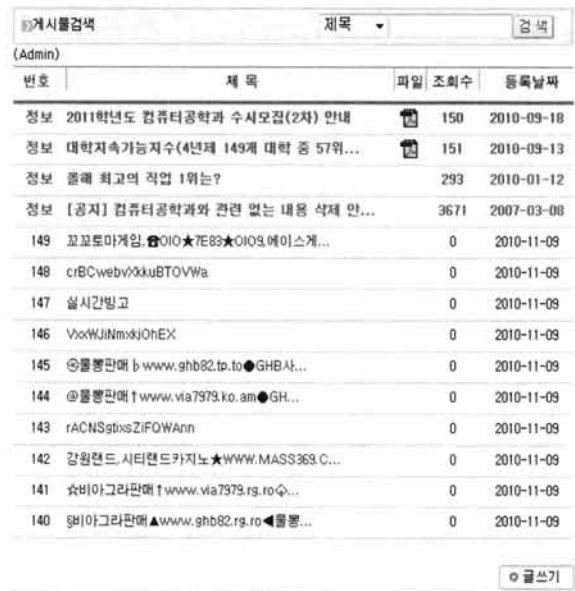 게시물검색 제목 검색
(Admin)
번호 제 목 파일 조회수 등록날짜
정보 2011학년도 컴퓨터공학과 수시모집(2차) 안내 150 2010-09-18
정보 대학지속가능지수(4년제 149개 대학 중 57위... 151 2010-09-13
정보 올해 최고의 직업 1위는? 293 2010-01-12
정보 [공지] 컴퓨터공학과와 관련 없는 내용 삭제 안... 3671 2007-03-08
149 꼬꼬토마게임,☎OIO★7E83★OIO9,에이스게... 0 2010-11-09
148 crBCwebvXkkuBTOVWa 0 2010-11-09
147 실시간빙고 0 2010-11-09
146 VxxWJiNmxkjOhEX 0 2010-11-09
145 ㉿물뽕판매♭www.ghb82.tp.to●GHB사... 0 2010-11-09
144 @물뽕판매†www.via7979.ko.am●GH... 0 2010-11-09
143 rACNSgtixsZiFQWAnn 0 2010-11-09
142 강원랜드,시티랜드카지노★WWW.MASS369.C... 0 2010-11-09
141 ☆비아그라판매†www.via7979.rg.ro♤... 0 2010-11-09
140 §비아그라판매▲www.ghb82.rg.ro◀물뽕... 0 2010-11-09
글쓰기